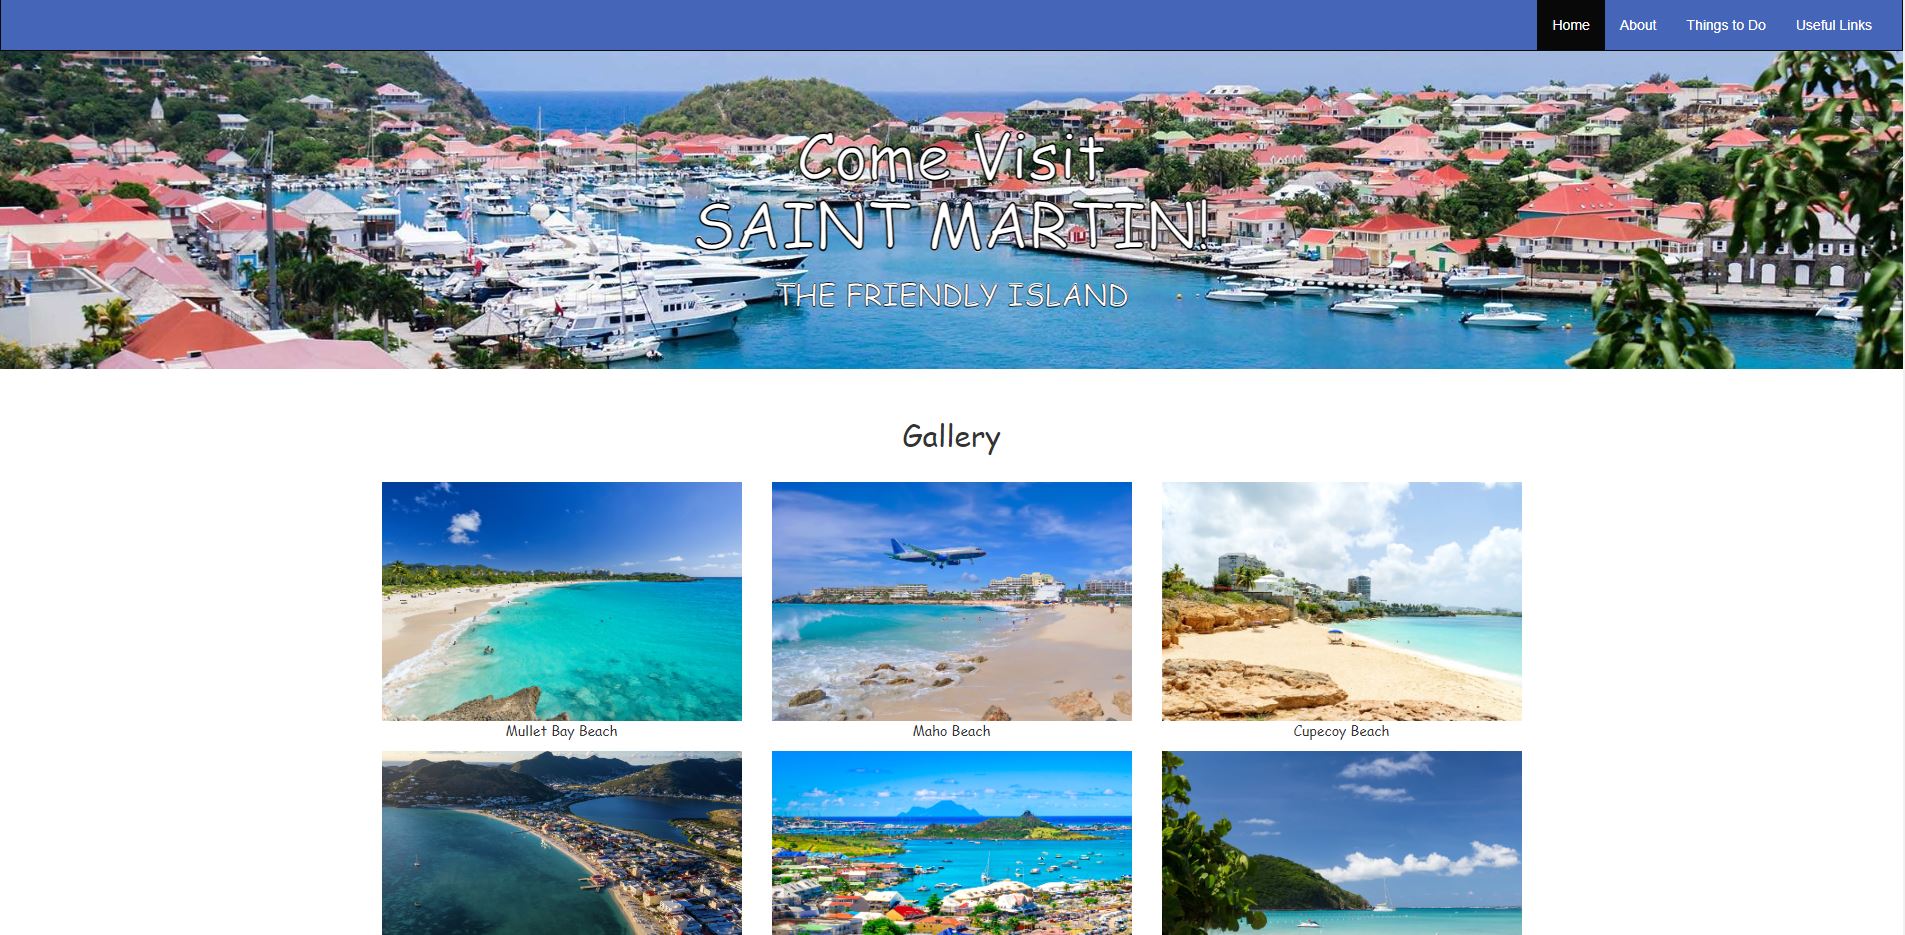 Home About Things to Do Useful Links
Come Visit
SAINT MARTIN!
THE FRIENDLY ISLAND
Gallery
Mullet Bay Beach Maho Beach Cupecoy Beach